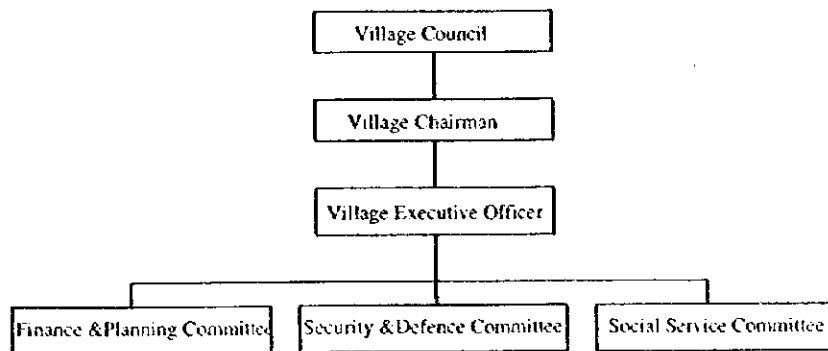 Village Council
Village Chairman
Village Executive Officer
Finance &Planning Committee
Security &Defence Committee
Social Service Committee